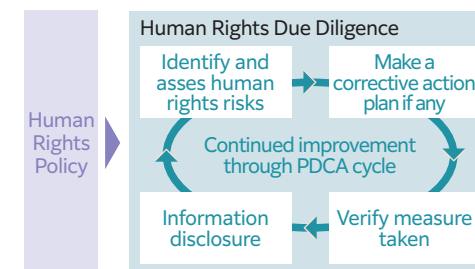 Human Rights Due Diligence
Identify and
asses human
rights risks
Make a
corrective action
plan if any
Human
Rights
Policy
Continued improvement
through PDCA cycle
Information
disclosure
Verify measure
taken